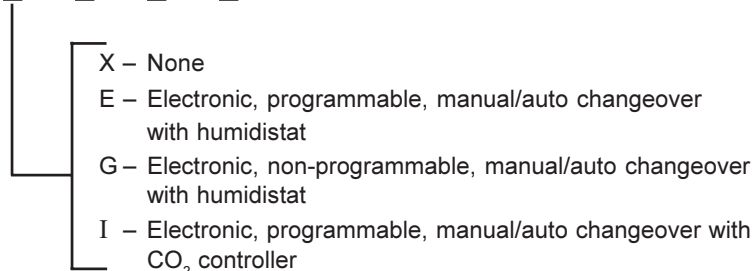 X – None
E – Electronic, programmable, manual/auto changeover
with humidistat
G – Electronic, non-programmable, manual/auto changeover
with humidistat
I – Electronic, programmable, manual/auto changeover with
CO₂ controller